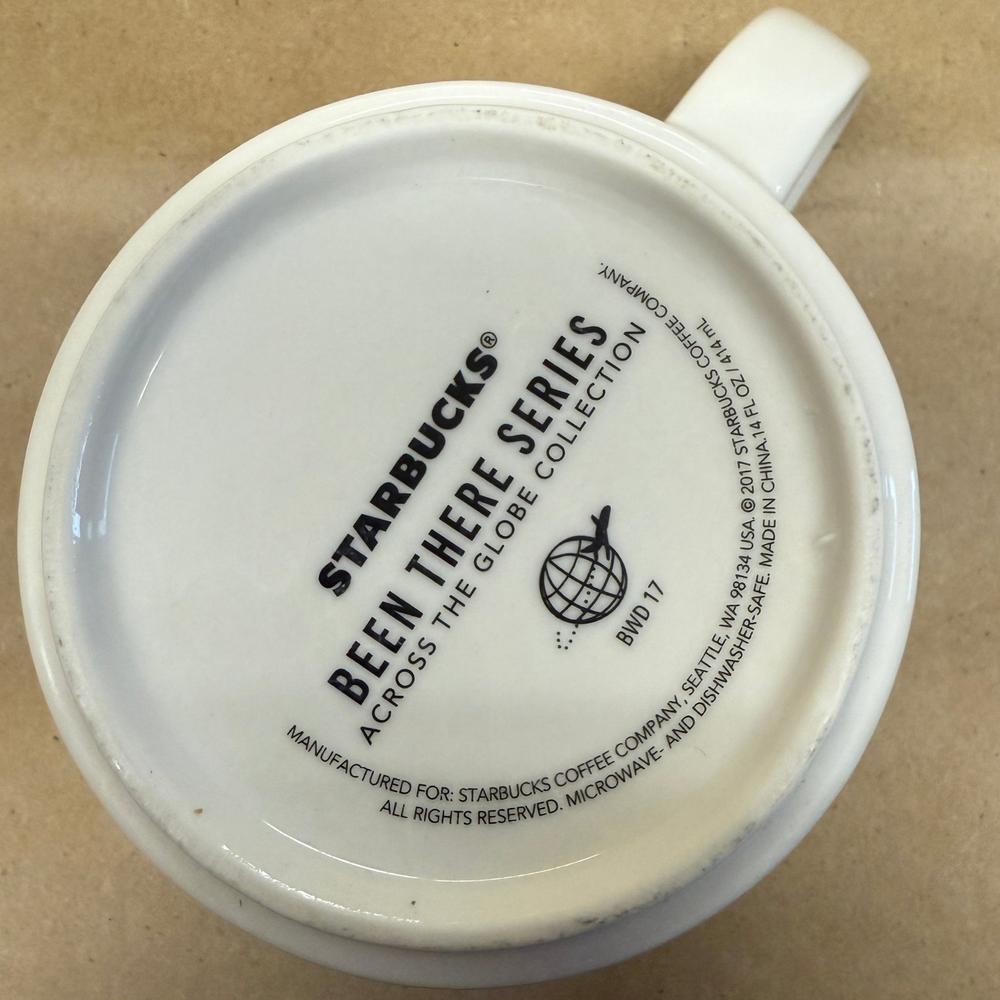 STARBUCKS®
BEEN THERE SERIES
ACROSS THE GLOBE COLLECTION
BWD 17
MANUFACTURED FOR: STARBUCKS COFFEE COMPANY, SEATTLE, WA 98134 USA. © 2017 STARBUCKS COFFEE COMPANY.
ALL RIGHTS RESERVED. MICROWAVE- AND DISHWASHER-SAFE. MADE IN CHINA.14 FL OZ / 414 mL